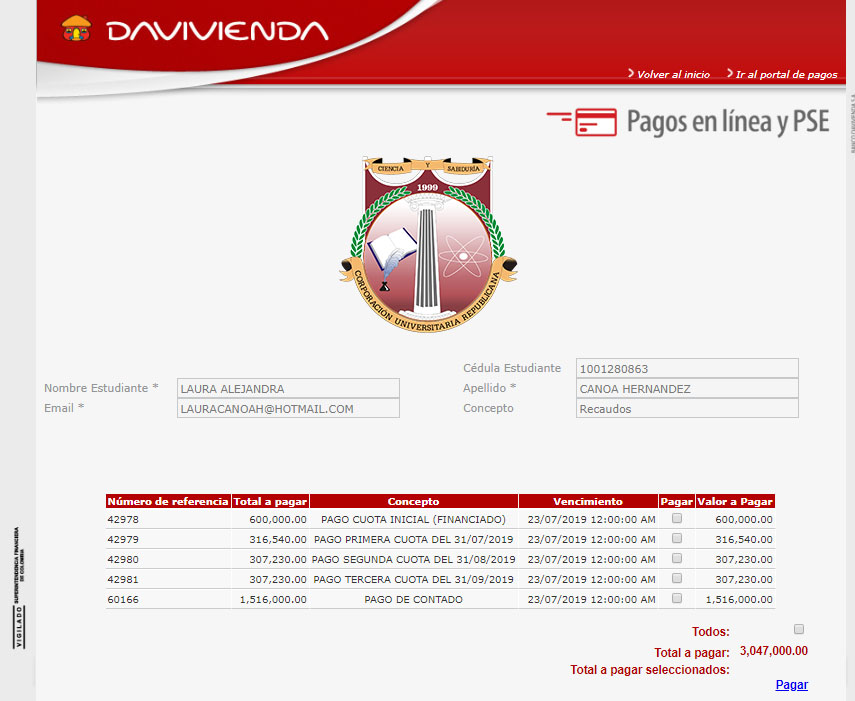 DAVIVIENDA
Volver al inicio Ir al portal de pagos
Pagos en línea y PSE
CIENCIA Y SABIDURÍA
1999
CORPORACIÓN UNIVERSITARIA REPUBLICANA
Cédula Estudiante 1001280863
Nombre Estudiante * LAURA ALEJANDRA Apellido * CANOA HERNANDEZ
Email * LAURACANOAH@HOTMAIL.COM Concepto Recaudos
Número de referencia Total a pagar Concepto Vencimiento Pagar Valor a Pagar
42978 600,000.00 PAGO CUOTA INICIAL (FINANCIADO) 23/07/2019 12:00:00 AM 600,000.00
42979 316,540.00 PAGO PRIMERA CUOTA DEL 31/07/2019 23/07/2019 12:00:00 AM 316,540.00
42980 307,230.00 PAGO SEGUNDA CUOTA DEL 31/08/2019 23/07/2019 12:00:00 AM 307,230.00
42981 307,230.00 PAGO TERCERA CUOTA DEL 31/09/2019 23/07/2019 12:00:00 AM 307,230.00
60166 1,516,000.00 PAGO DE CONTADO 23/07/2019 12:00:00 AM 1,516,000.00
Todos:
Total a pagar: 3,047,000.00
Total a pagar seleccionados:
Pagar
VIGILADO SUPERINTENDENCIA FINANCIERA
DE COLOMBIA